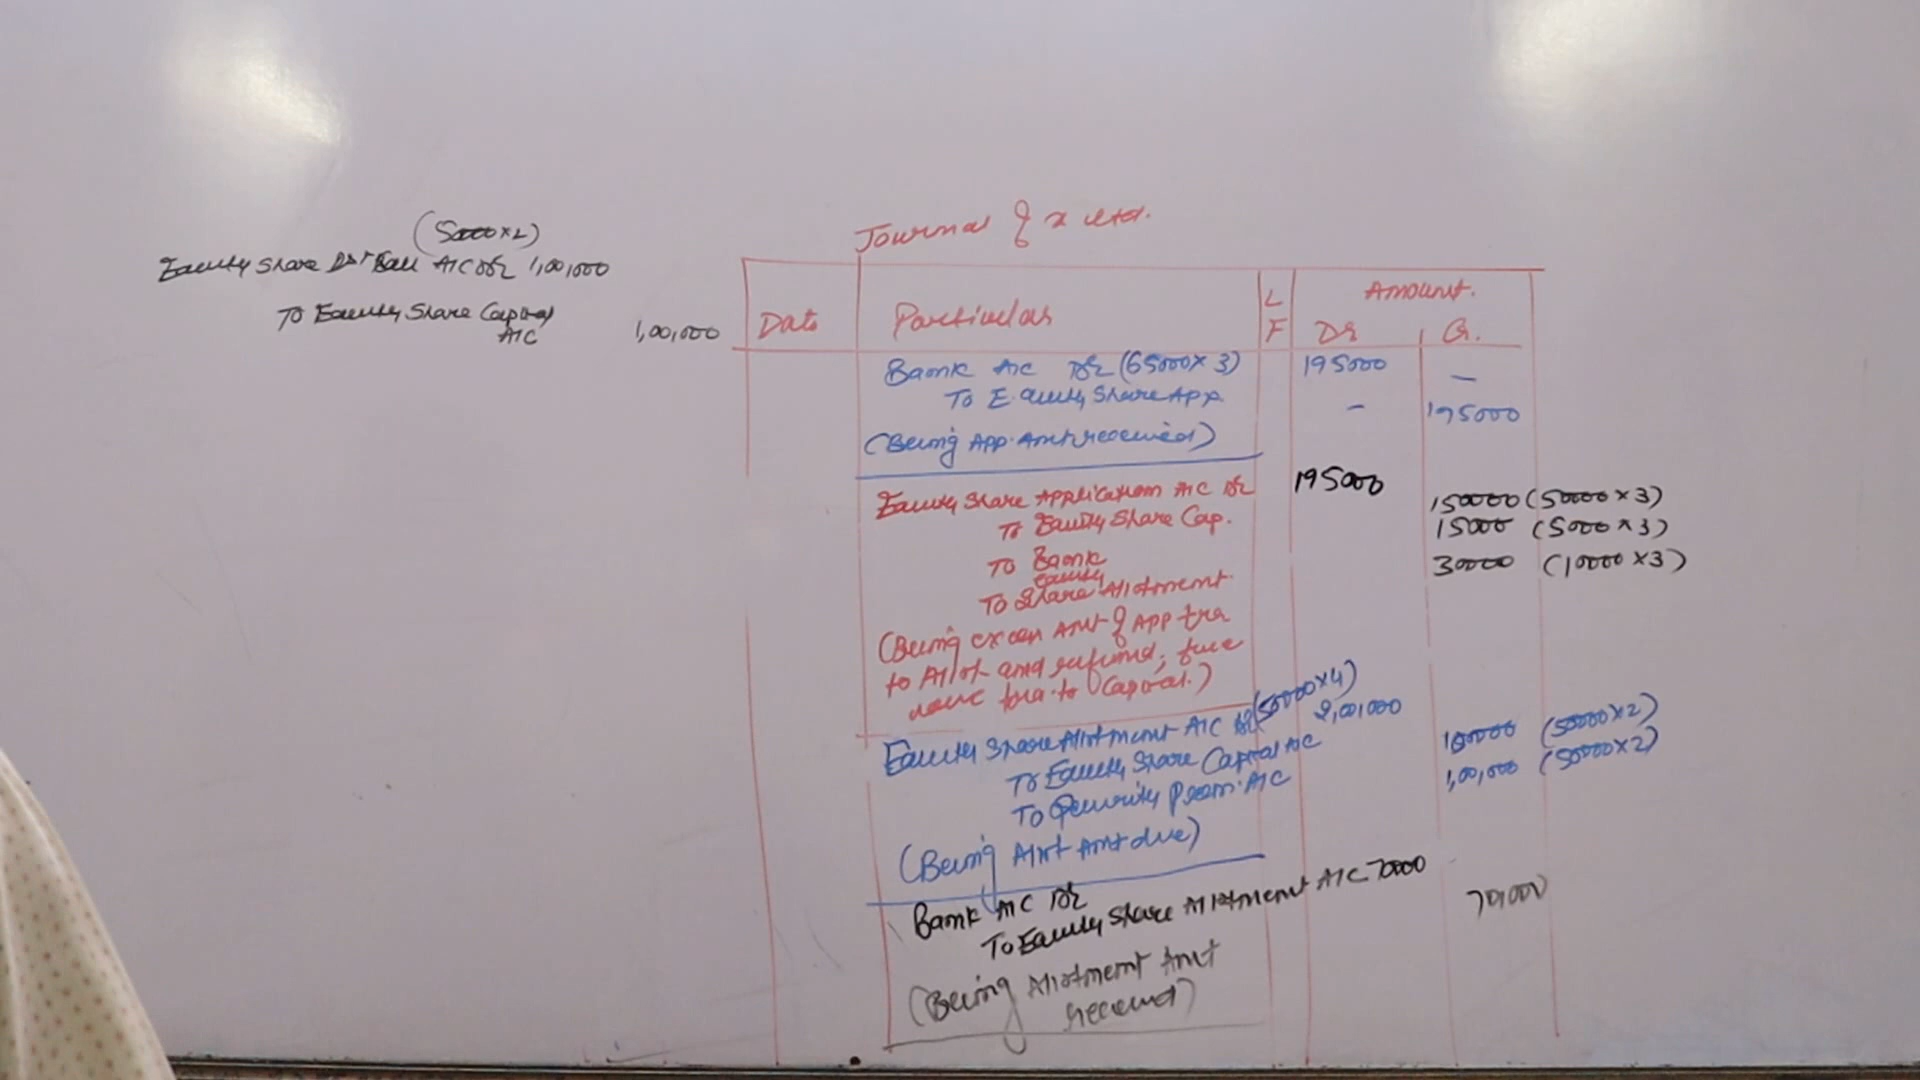 (5000×2)
Equity Share Ist Call A/C Dr 1,00,000
To Equity Share Capital
A/C 1,00,000
Journal of x Ltd.
Date Particulars L F Amount.
Dr Cr.
Bank A/C Dr (65000×3) 195000 —
To Equity Share App. — 195000
(Being App. Amt received)
Equity Share Application A/C Dr 195000
To Equity Share Cap. 150000 (50000×3)
To Bank 15000 (5000×3)
Equity
To Share Allotment 30000 (10000×3)
(Being excess Amt of App tra
to Allot and refund,
tra. to Capital.)
Equity Share Allotment A/C Dr (50000×4) 2,00,000
To Equity Share Capital A/C 100000 (50000×2)
To Security Prem. A/C 1,00,000 (50000×2)
(Being Allot Amt due)
Bank A/C Dr
To Equity Share Allotment A/C 70000 70,000
(Being Allotment Amt
received)